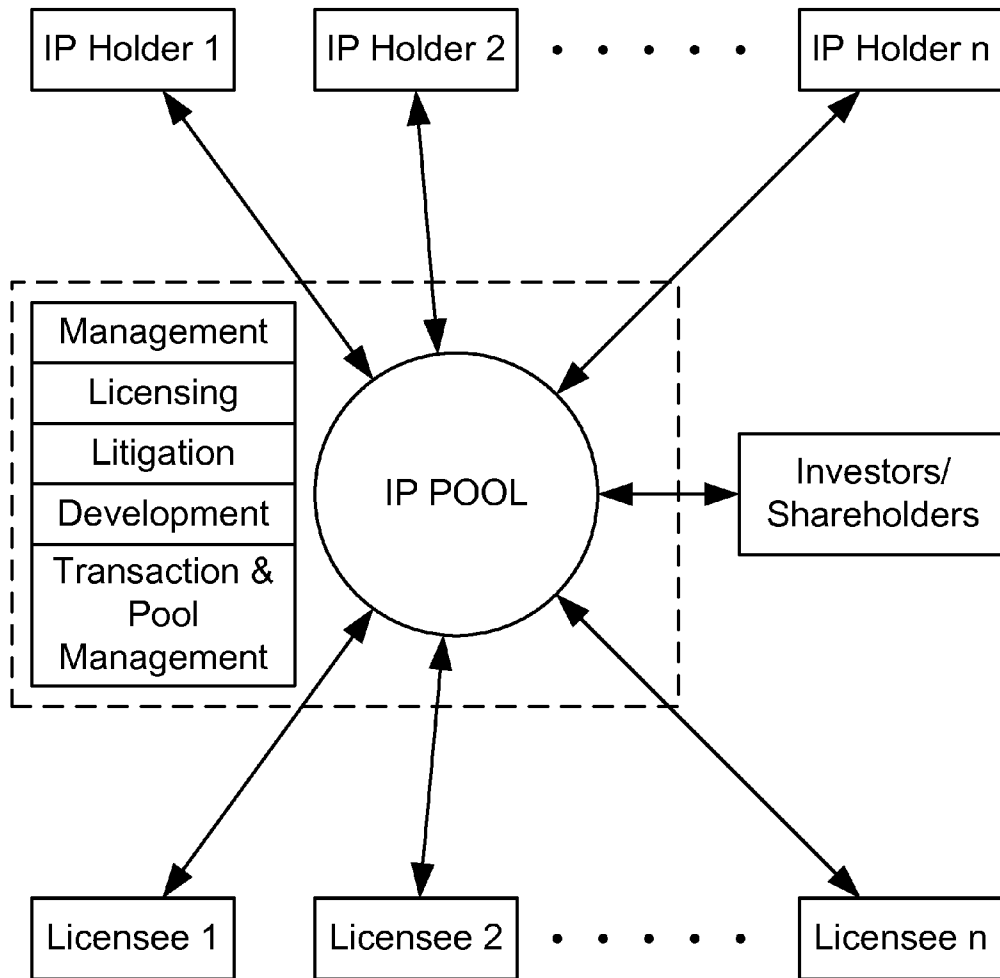 IP Holder 1
IP Holder 2
IP Holder n
Management
Licensing
Litigation
Development
Transaction &
Pool
Management
IP POOL
Investors/
Shareholders
Licensee 1
Licensee 2
Licensee n